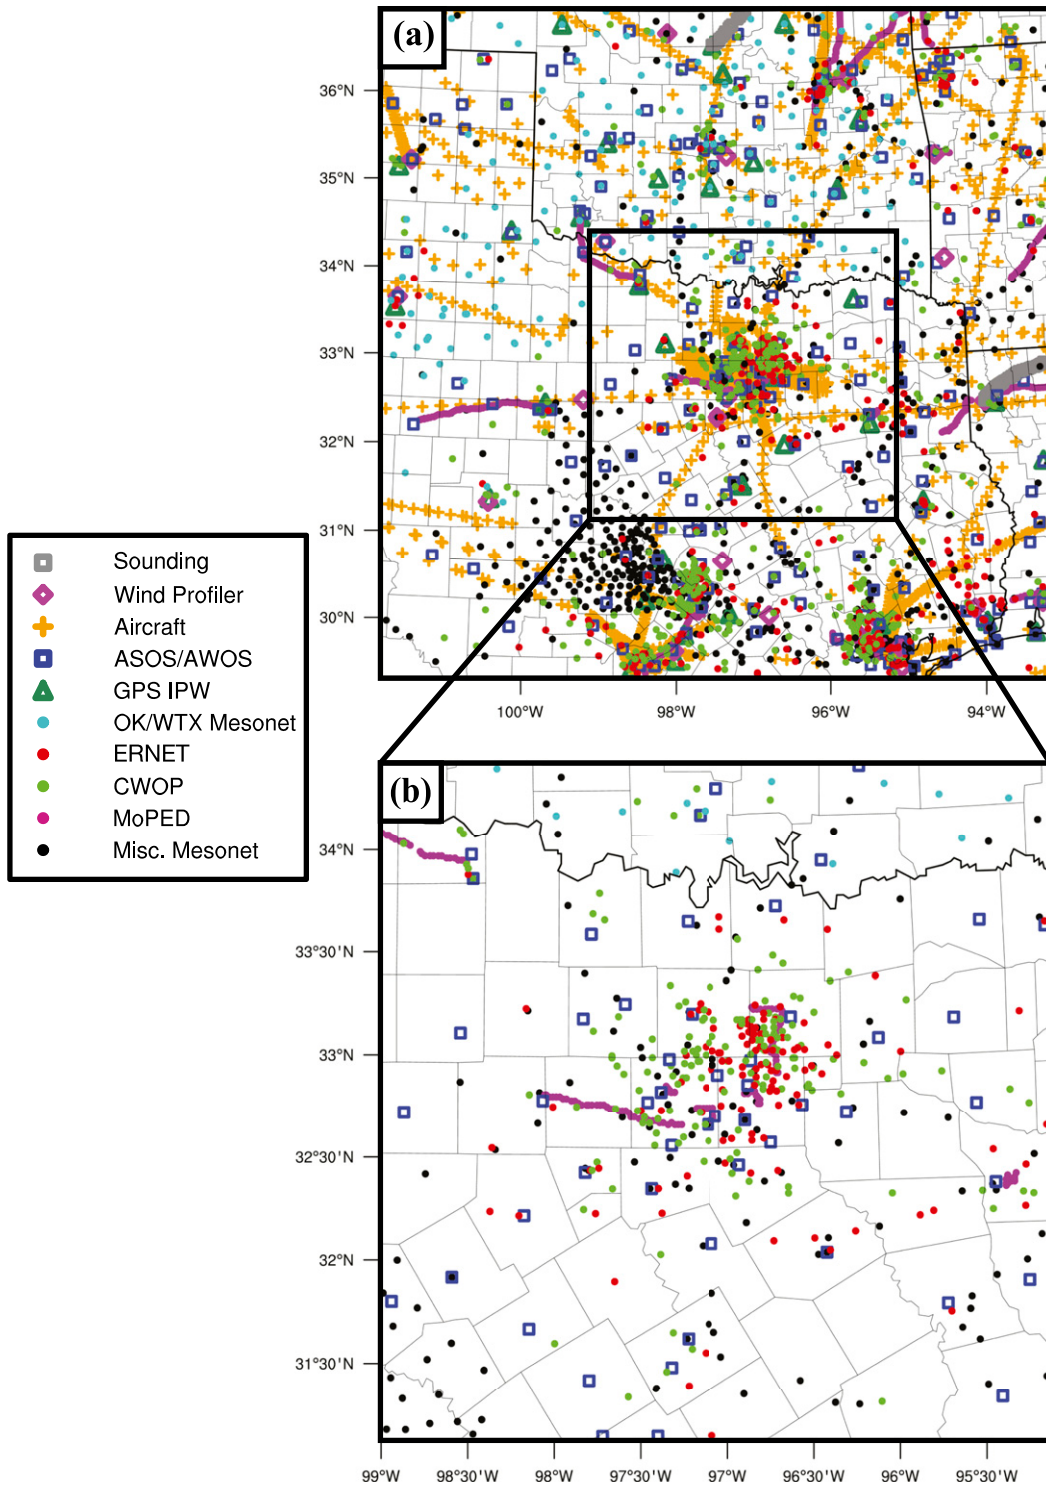 (a)
36°N
35°N
34°N
33°N
32°N
31°N
30°N
100°W 98°W 96°W 94°W
Sounding
Wind Profiler
Aircraft
ASOS/AWOS
GPS IPW
OK/WTX Mesonet
ERNET
CWOP
MoPED
Misc. Mesonet
(b)
34°N
33°30'N
33°N
32°30'N
32°N
31°30'N
99°W 98°30'W 98°W 97°30'W 97°W 96°30'W 96°W 95°30'W